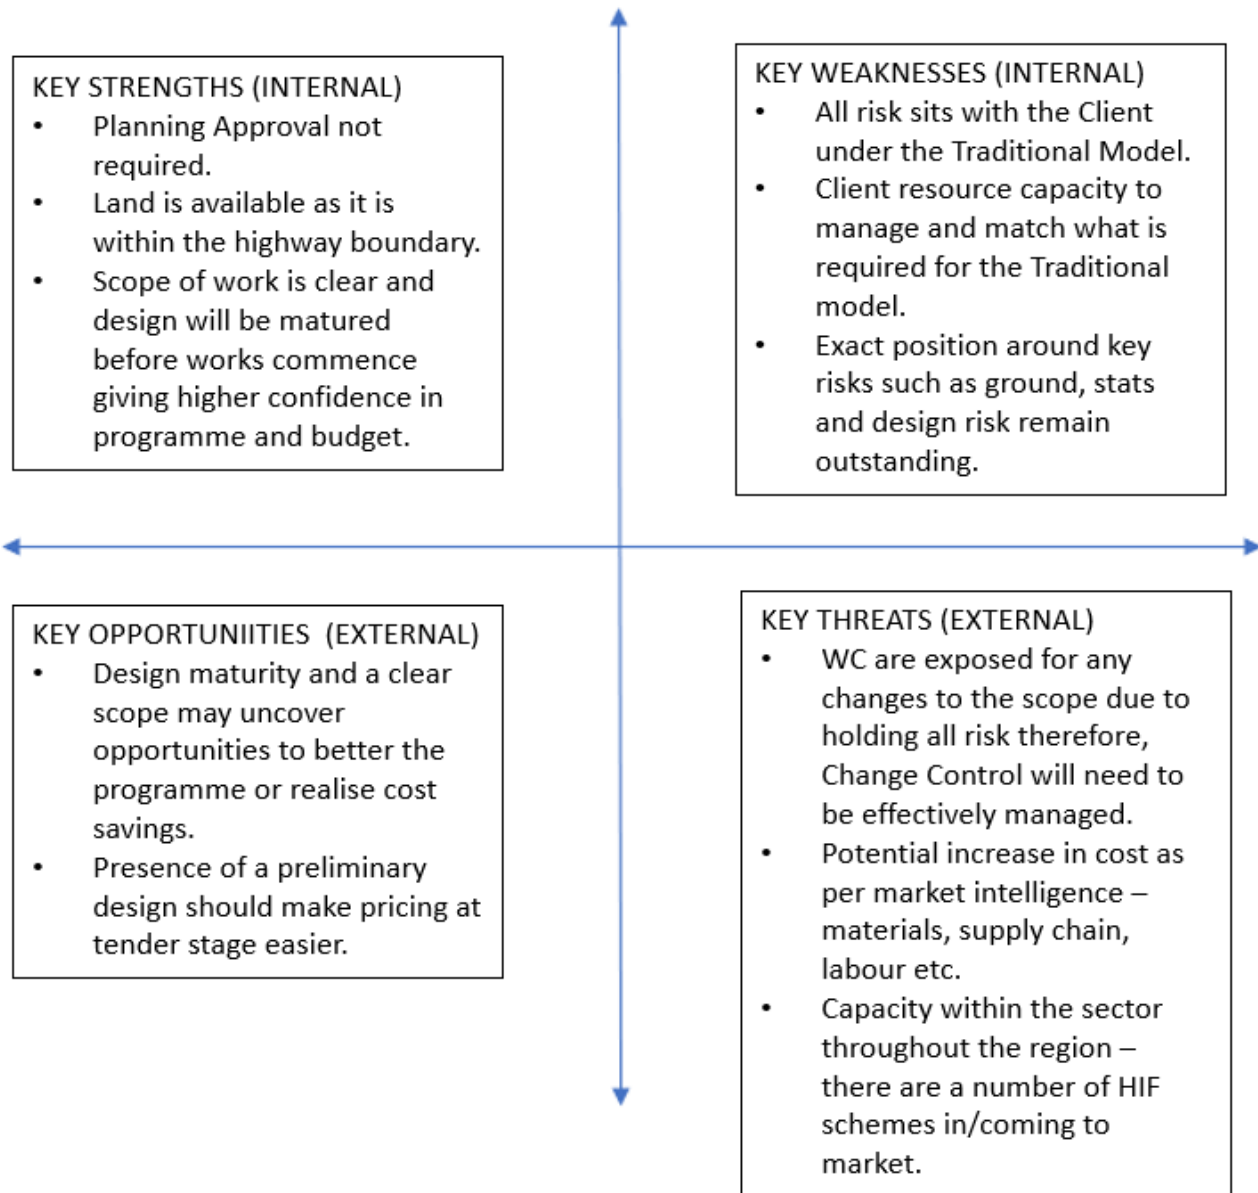 KEY STRENGTHS (INTERNAL)
• Planning Approval not
required.
• Land is available as it is
within the highway boundary.
• Scope of work is clear and
design will be matured
before works commence
giving higher confidence in
programme and budget.
KEY WEAKNESSES (INTERNAL)
• All risk sits with the Client
under the Traditional Model.
• Client resource capacity to
manage and match what is
required for the Traditional
model.
• Exact position around key
risks such as ground, stats
and design risk remain
outstanding.
KEY OPPORTUNIITIES (EXTERNAL)
• Design maturity and a clear
scope may uncover
opportunities to better the
programme or realise cost
savings.
• Presence of a preliminary
design should make pricing at
tender stage easier.
KEY THREATS (EXTERNAL)
• WC are exposed for any
changes to the scope due to
holding all risk therefore,
Change Control will need to
be effectively managed.
• Potential increase in cost as
per market intelligence –
materials, supply chain,
labour etc.
• Capacity within the sector
throughout the region –
there are a number of HIF
schemes in/coming to
market.